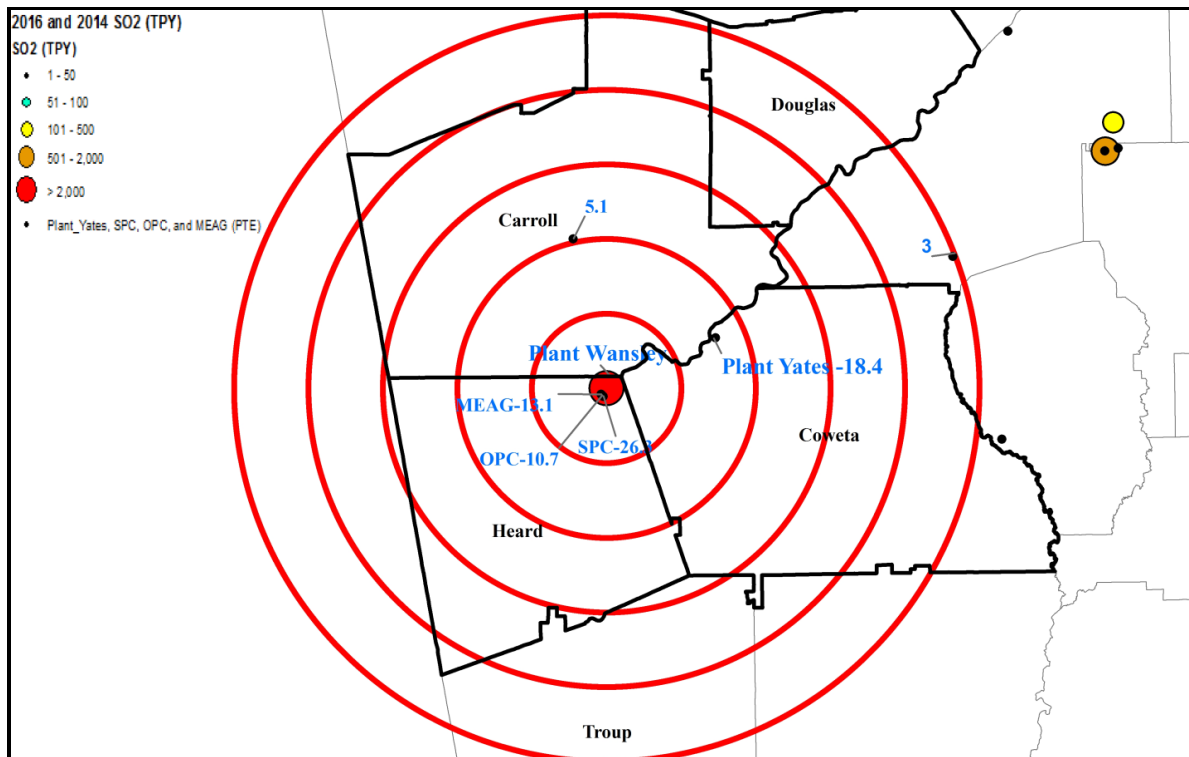 2016 and 2014 SO2 (TPY)
SO2 (TPY)
1 - 50
51 - 100
101 - 500
501 - 2,000
> 2,000
Plant_Yates, SPC, OPC, and MEAG (PTE)
Douglas
5.1
Carroll
3
Plant Wansley
Plant Yates -18.4
MEAG-13.1
Coweta
OPC-10.7
SPC-26.3
Heard
Troup